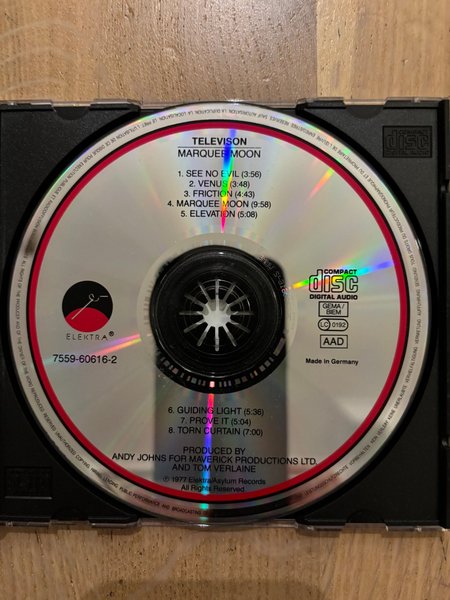 TELEVISON
MARQUEE MOON
1. SEE NO EVIL (3:56)
2. VENUS (3:48)
3. FRICTION (4:43)
4. MARQUEE MOON (9:58)
5. ELEVATION (5:08)
ELEKTRA®
7559-60616-2
COMPACT
disc
DIGITAL AUDIO
GEMA/
BIEM
LC 0192
AAD
Made in Germany
6. GUIDING LIGHT (5:36)
7. PROVE IT (5:04)
8. TORN CURTAIN (7:00)
PRODUCED BY
ANDY JOHNS FOR MAVERICK PRODUCTIONS LTD.
AND TOM VERLAINE
℗ 1977 Elektra/Asylum Records
All Rights Reserved.
COMPACT
disc